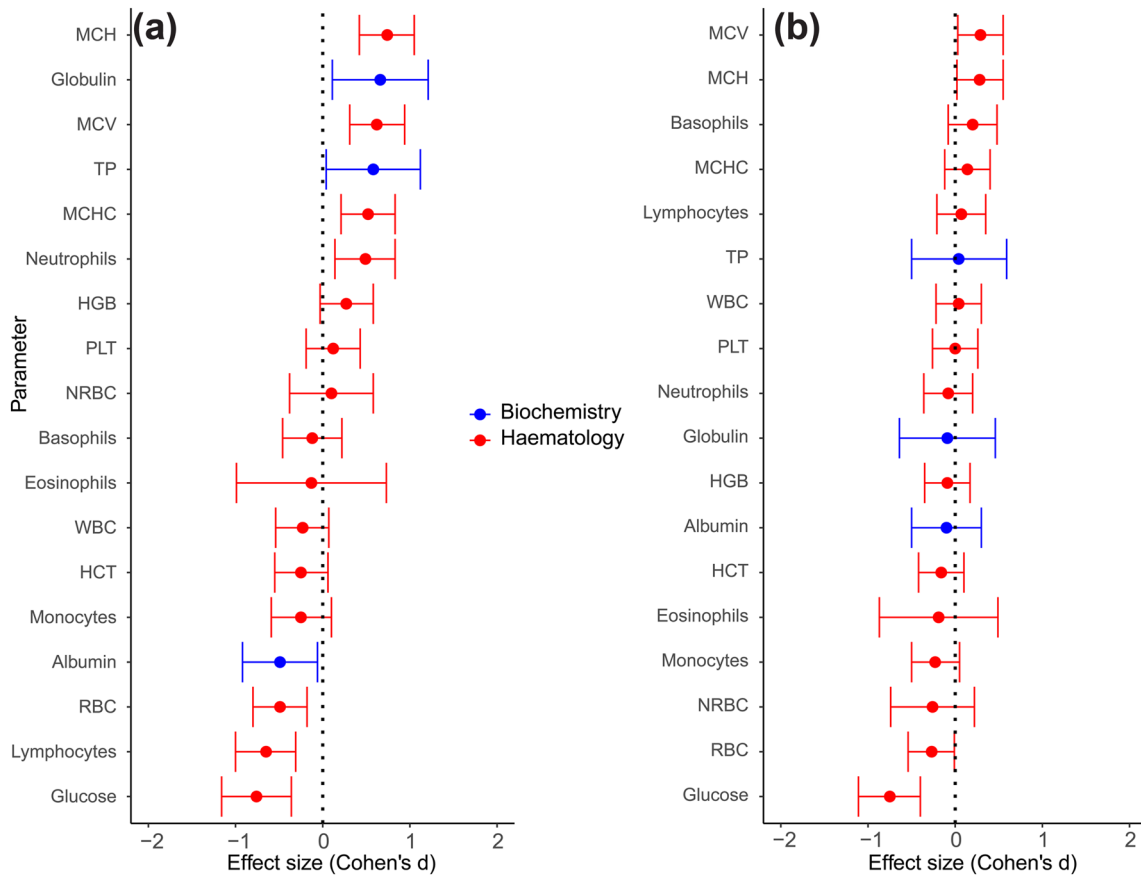 (a)
MCH
Globulin
MCV
TP
MCHC
Neutrophils
HGB
PLT
NRBC
Basophils
Eosinophils
WBC
HCT
Monocytes
Albumin
RBC
Lymphocytes
Glucose
Parameter
−2 −1 0 1 2
Effect size (Cohen's d)
Biochemistry
Haematology
(b)
MCV
MCH
Basophils
MCHC
Lymphocytes
TP
WBC
PLT
Neutrophils
Globulin
HGB
Albumin
HCT
Eosinophils
Monocytes
NRBC
RBC
Glucose
−2 −1 0 1 2
Effect size (Cohen's d)